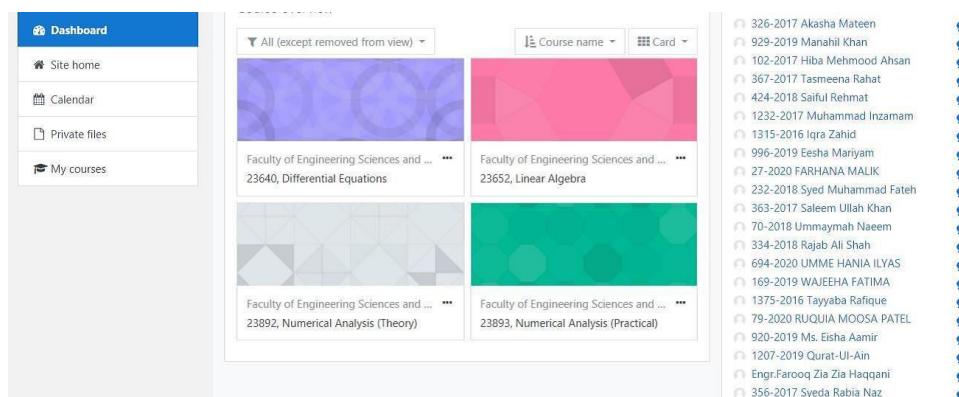 Dashboard
Site home
Calendar
Private files
My courses
All (except removed from view)
Course name
Card
Faculty of Engineering Sciences and ...
23640, Differential Equations
Faculty of Engineering Sciences and ...
23652, Linear Algebra
Faculty of Engineering Sciences and ...
23892, Numerical Analysis (Theory)
Faculty of Engineering Sciences and ...
23893, Numerical Analysis (Practical)
326-2017 Akasha Mateen
929-2019 Manahil Khan
102-2017 Hiba Mehmood Ahsan
367-2017 Tasmeena Rahat
424-2018 Saiful Rehmat
1232-2017 Muhammad Inzamam
1315-2016 Iqra Zahid
996-2019 Eesha Mariyam
27-2020 FARHANA MALIK
232-2018 Syed Muhammad Fateh
363-2017 Saleem Ullah Khan
70-2018 Ummaymah Naeem
334-2018 Rajab Ali Shah
694-2020 UMME HANIA ILYAS
169-2019 WAJEEHA FATIMA
1375-2016 Tayyaba Rafique
79-2020 RUQUIA MOOSA PATEL
920-2019 Ms. Eisha Aamir
1207-2019 Qurat-Ul-Ain
Engr.Farooq Zia Zia Haqqani
356-2017 Syeda Rabia Naz